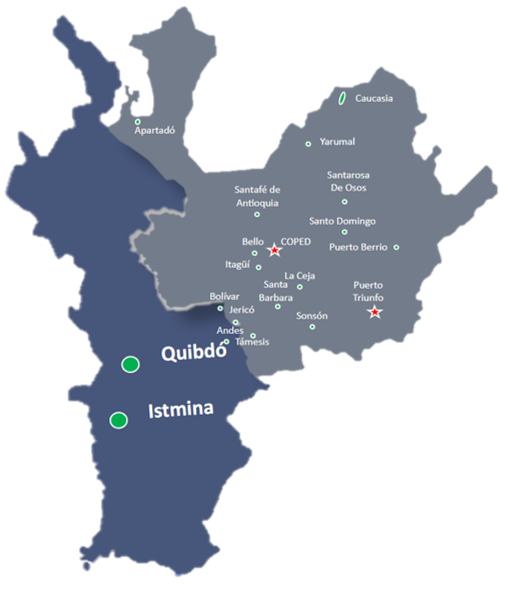 Caucasia
Apartadó
Yarumal
Santarosa
De Osos
Santafé de
Antioquia
Santo Domingo
Bello
COPED
Puerto Berrio
Itagüí
La Ceja
Santa
Barbara
Puerto
Triunfo
Bolívar
Jericó
Sonsón
Andes
Támesis
Quibdó
Istmina